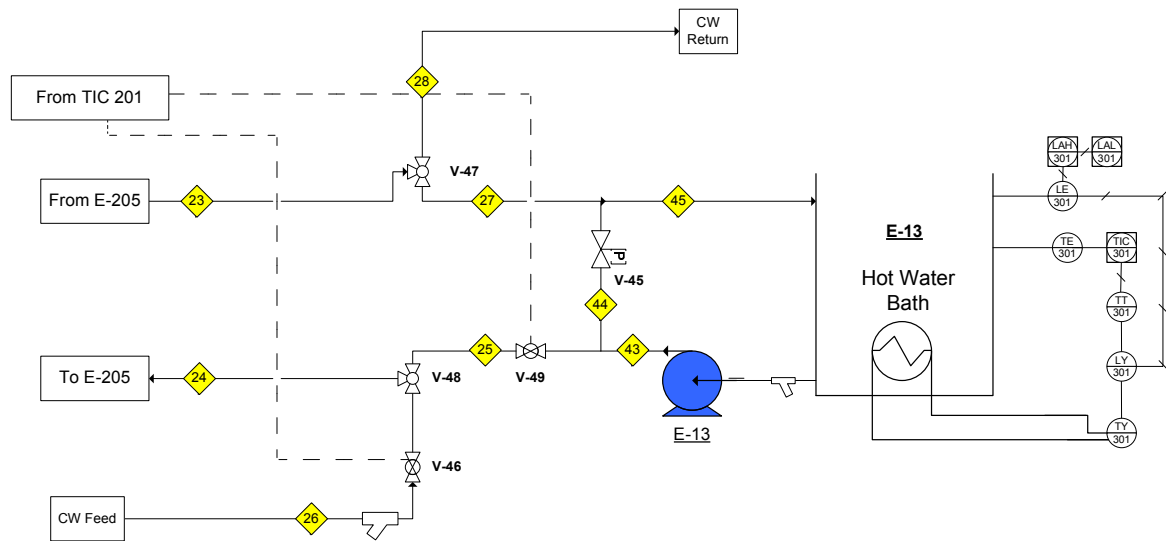 CW
Return
From TIC 201
28
LAH
301
LAL
301
V-47
From E-205
23
27
45
LE
301
E-13
TE
301
TIC
301
Hot Water
Bath
[P]
V-45
44
TT
301
25
43
To E-205
24
V-48
V-49
LY
301
E-13
TY
301
V-46
CW Feed
26